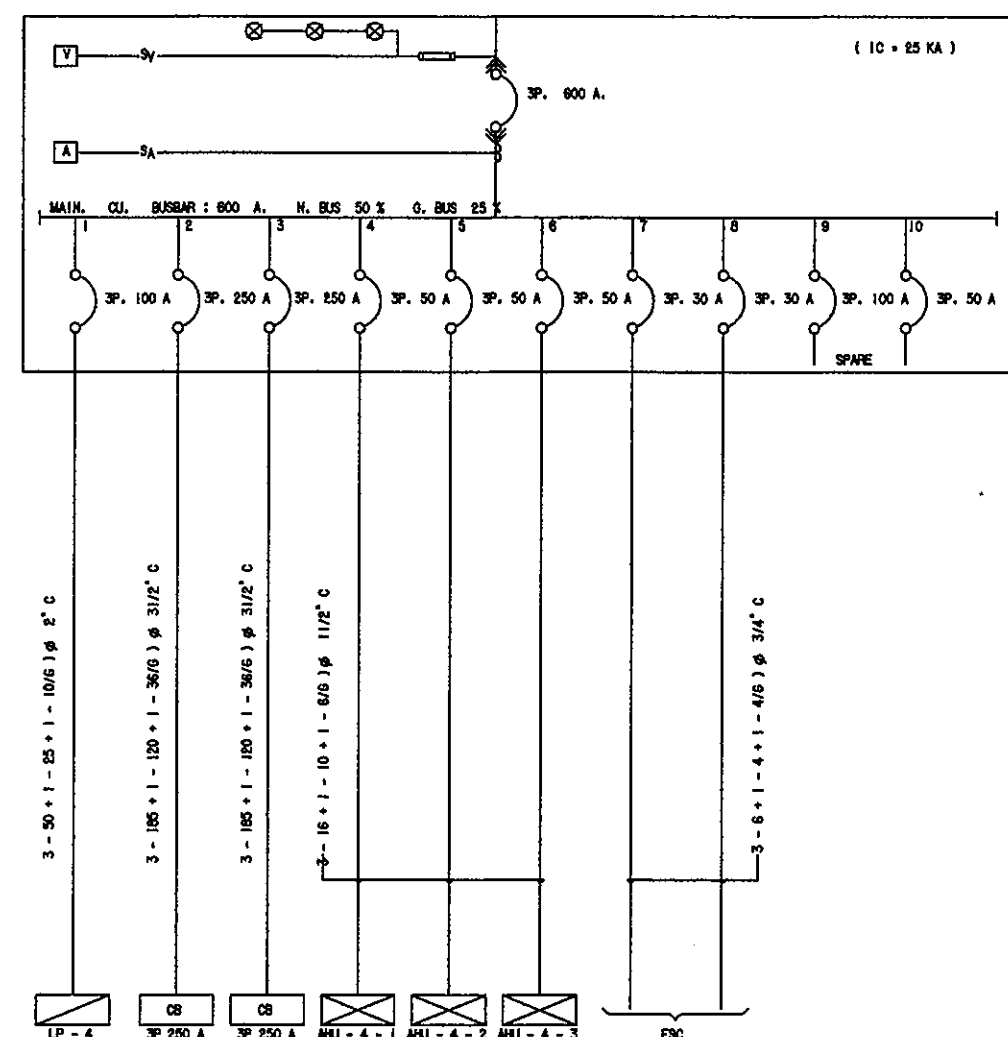 V
SV
( IC = 25 KA )
3P. 600 A.
A
SA
MAIN. CU. BUSBAR : 600 A. N. BUS 50 % G. BUS 25 %
1 2 3 4 5 6 7 8 9 10
3P. 100 A 3P. 250 A 3P. 250 A 3P. 50 A 3P. 50 A 3P. 50 A 3P. 30 A 3P. 30 A 3P. 100 A 3P. 50 A
SPARE
3 - 50 + 1 - 25 + 1 - 10/G ) ø 2" C
3 - 185 + 1 - 120 + 1 - 36/G ) ø 31/2" C
3 - 185 + 1 - 120 + 1 - 36/G ) ø 31/2" C
3 - 16 + 1 - 10 + 1 - 6/G ) ø 11/2" C
3 - 6 + 1 - 4 + 1 - 4/G ) ø 3/4" C
CB CB
LP - 4 3P 250 A 3P 250 A AHU - 4 - 1 AHU - 4 - 2 AHU - 4 - 3 ESC